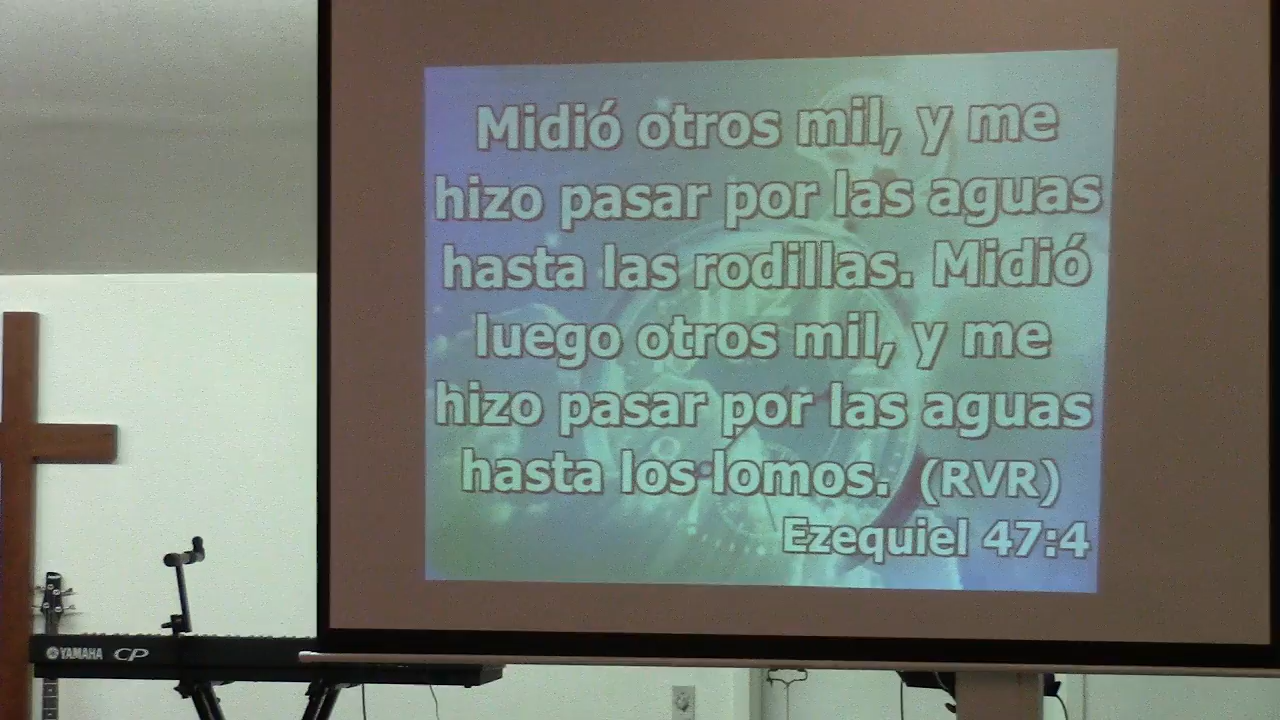 Midió otros mil, y me
hizo pasar por las aguas
hasta las rodillas. Midió
luego otros mil, y me
hizo pasar por las aguas
hasta los lomos. (RVR)
Ezequiel 47:4
YAMAHA CP